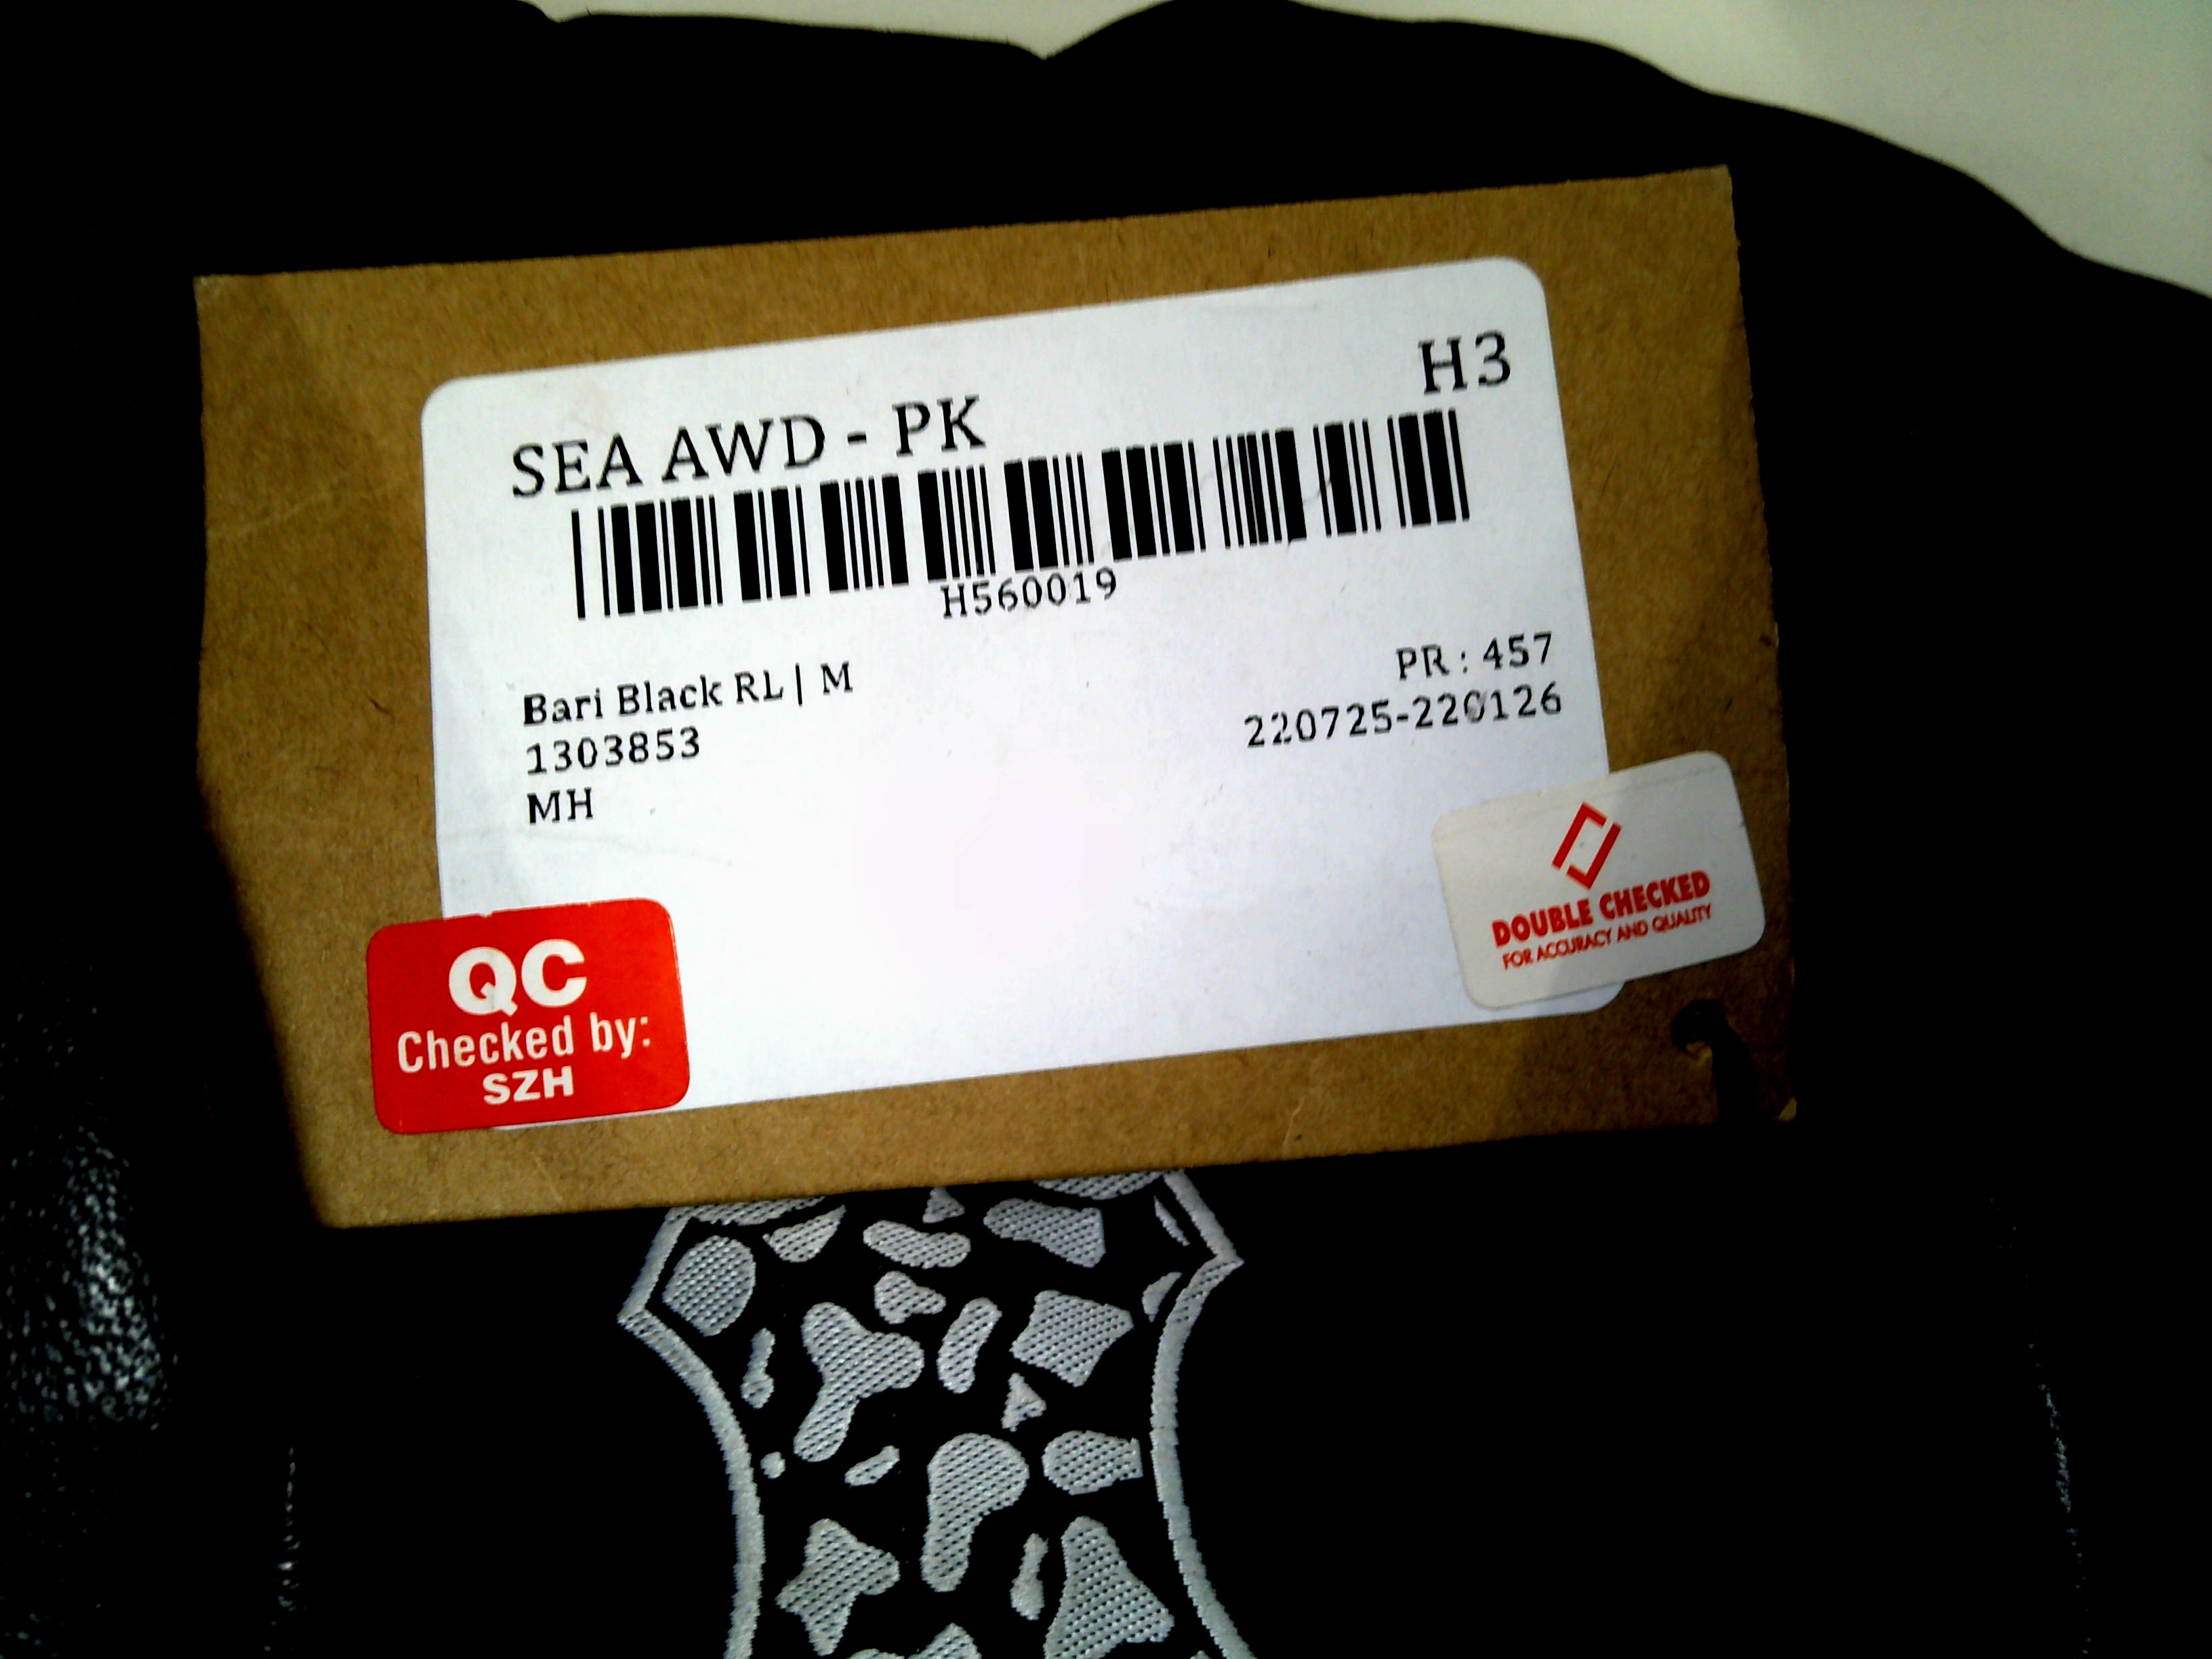 H3
SEA AWD - PK
H560019
Bari Black RL | M
PR : 457
1303853
220725-220126
MH
DOUBLE CHECKED
FOR ACCURACY AND QUALITY
QC
Checked by:
SZH